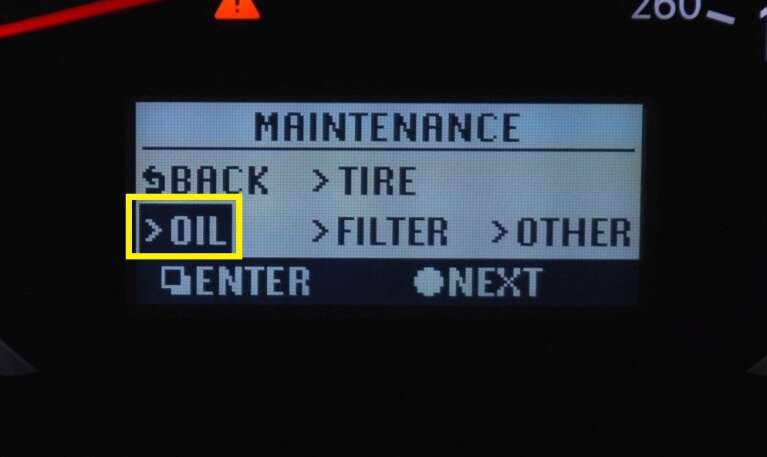 260
MAINTENANCE
BACK >TIRE
>OIL >FILTER >OTHER
ENTER NEXT